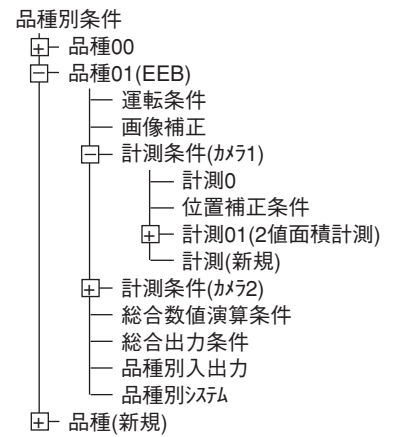 品種別条件
品種00
品種01(EEB)
運転条件
画像補正
計測条件(ｶﾒﾗ1)
計測0
位置補正条件
計測01(2値面積計測)
計測(新規)
計測条件(ｶﾒﾗ2)
総合数値演算条件
総合出力条件
品種別入出力
品種別ｼｽﾃﾑ
品種(新規)